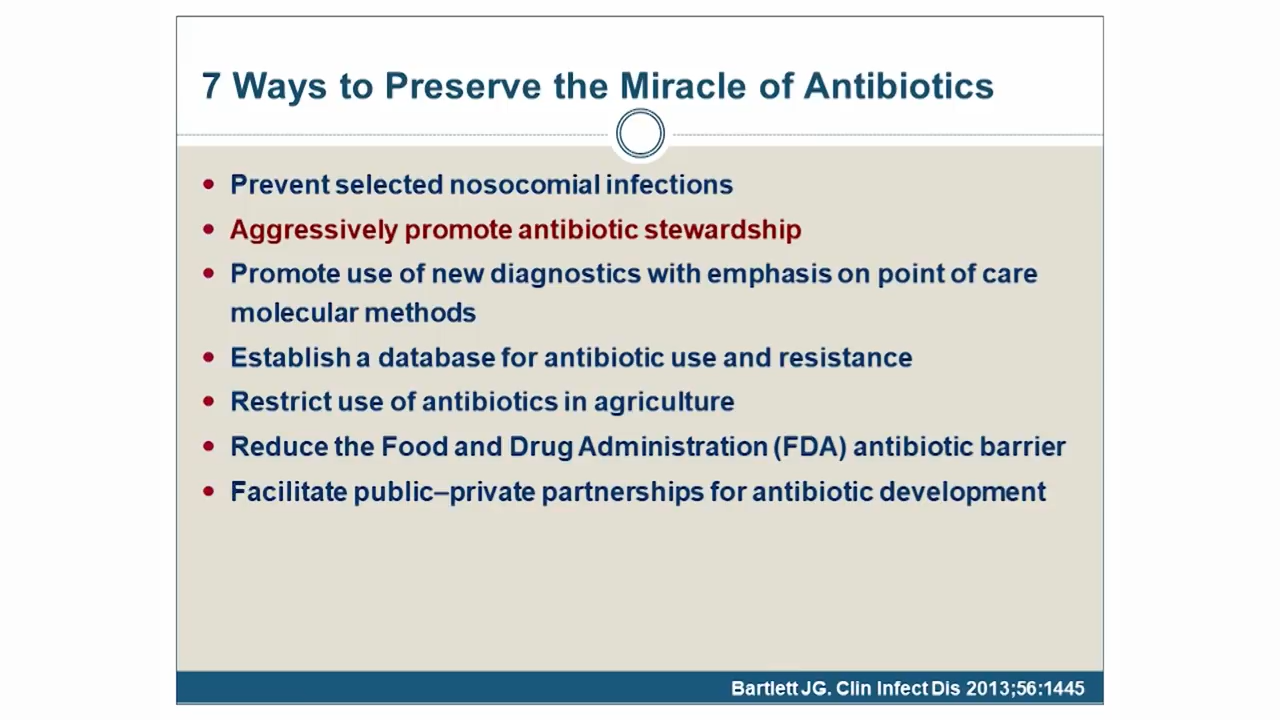 7 Ways to Preserve the Miracle of Antibiotics
• Prevent selected nosocomial infections
• Aggressively promote antibiotic stewardship
• Promote use of new diagnostics with emphasis on point of care
molecular methods
• Establish a database for antibiotic use and resistance
• Restrict use of antibiotics in agriculture
• Reduce the Food and Drug Administration (FDA) antibiotic barrier
• Facilitate public–private partnerships for antibiotic development
Bartlett JG. Clin Infect Dis 2013;56:1445